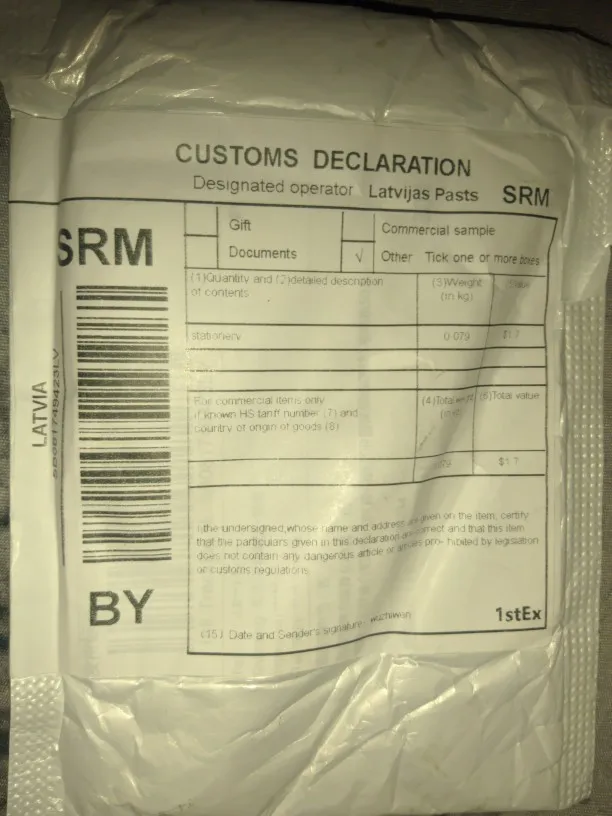 CUSTOMS DECLARATION
Designated operator Latvijas Pasts SRM
SRM
Gift
Commercial sample
Documents
√ Other Tick one or more boxes
(1)Quantity and (2)detailed description
of contents
(3)Weight
(in kg)
Value
stationery 0.079 $1.7
For commercial items only
if known HS tariff number (7) and
country of origin of goods (8)
(4)Total
(6)Total value
$1.7
LATVIA
I, the undersigned,whose name and address are given on the item, certify
that the particulars given in this declaration are correct and that this item
does not contain any dangerous article or articles pro- hibited by legislation
or customs regulations
BY
1stEx
(15) Date and Sender's signature